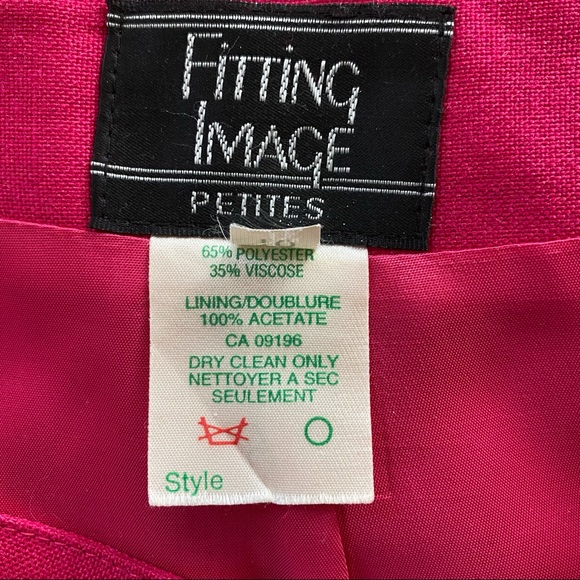 FITTING
IMAGE
PETITES
65% POLYESTER
35% VISCOSE
LINING/DOUBLURE
100% ACETATE
CA 09196
DRY CLEAN ONLY
NETTOYER A SEC
SEULEMENT
Style